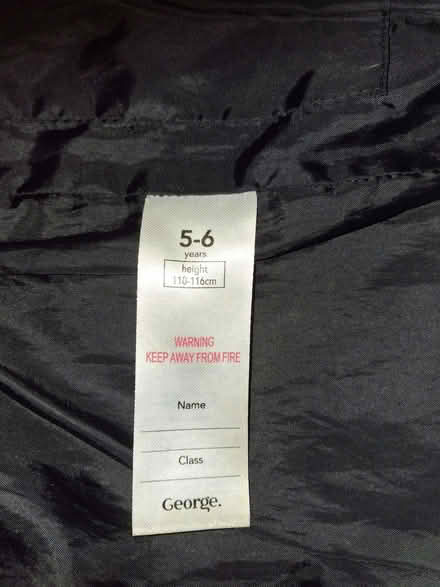 5-6
years
height
110-116cm
WARNING
KEEP AWAY FROM FIRE
Name
Class
George.